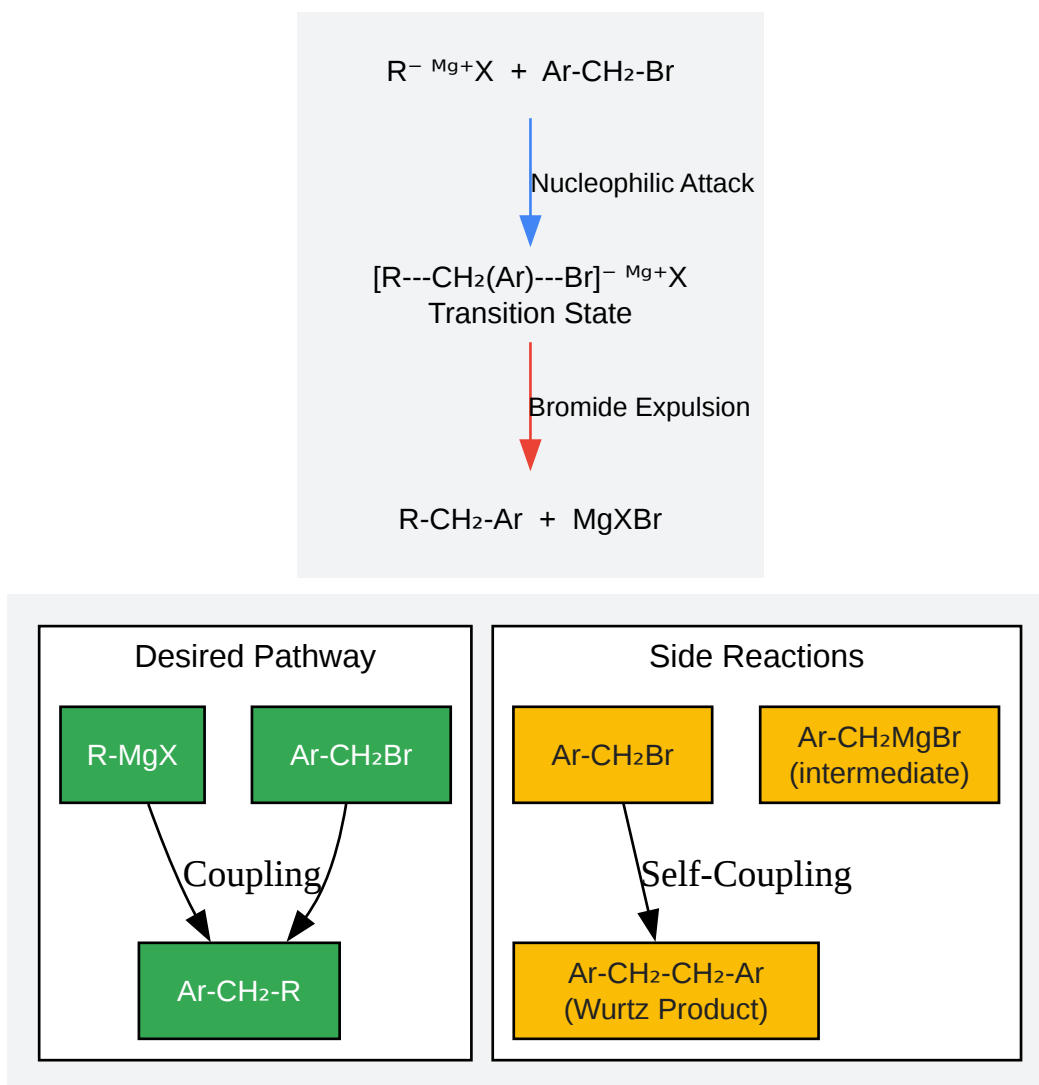 R⁻ ᴹᵍ⁺X + Ar-CH₂-Br
Nucleophilic Attack
[R---CH₂(Ar)---Br]⁻ ᴹᵍ⁺X
Transition State
Bromide Expulsion
R-CH₂-Ar + MgXBr
Desired Pathway
R-MgX
Ar-CH₂Br
Coupling
Ar-CH₂-R
Side Reactions
Ar-CH₂Br
Ar-CH₂MgBr
(intermediate)
Self-Coupling
Ar-CH₂-CH₂-Ar
(Wurtz Product)